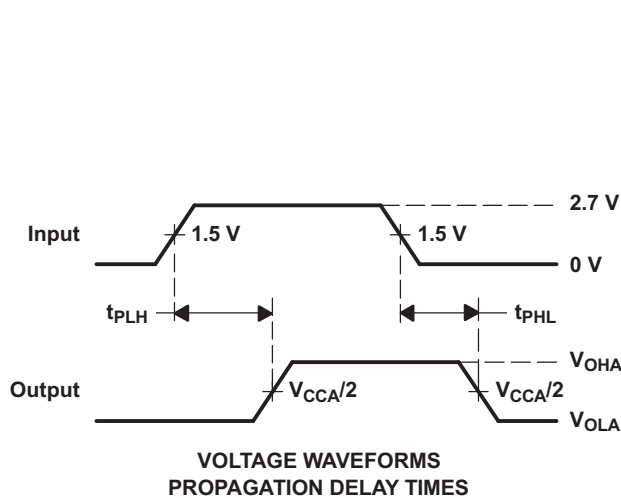 2.7 V
Input
1.5 V
1.5 V
0 V
tPLH
tPHL
VOHA
Output
VCCA/2
VCCA/2
VOLA
VOLTAGE WAVEFORMS
PROPAGATION DELAY TIMES